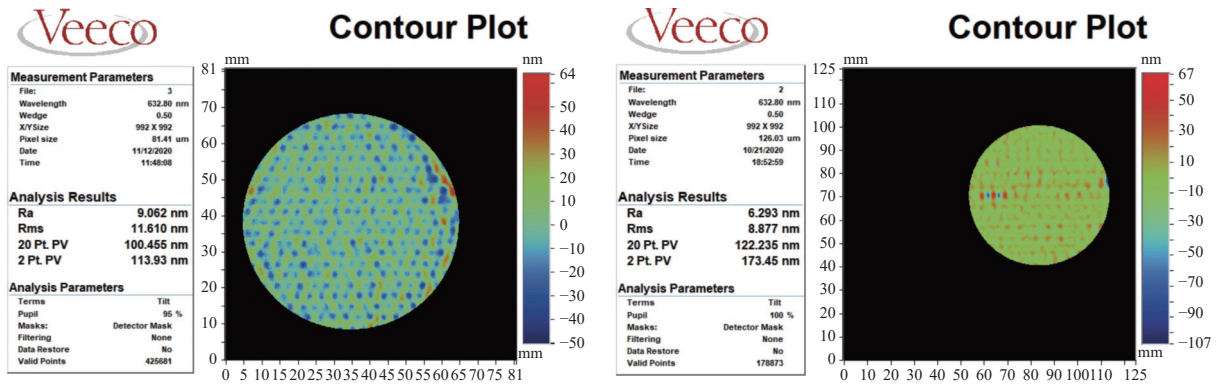 Veeco
Contour Plot
Measurement Parameters
File: 3
Wavelength 632.80 nm
Wedge 0.50
X/YSize 992 X 992
Pixel size 81.41 um
Date 11/12/2020
Time 11:48:08
Analysis Results
Ra 9.062 nm
Rms 11.610 nm
20 Pt. PV 100.455 nm
2 Pt. PV 113.93 nm
Analysis Parameters
Terms Tilt
Pupil 95 %
Masks: Detector Mask
Filtering None
Data Restore No
Valid Points 425681
mm
81
70
60
50
40
30
20
10
0
0 5 10 15 20 25 30 35 40 45 50 55 60 65 70 75 81
mm
nm
64
50
40
30
20
10
0
−10
−20
−30
−40
−50
Veeco
Contour Plot
Measurement Parameters
File: 2
Wavelength 632.80 nm
Wedge 0.50
X/YSize 992 X 992
Pixel size 126.03 um
Date 10/21/2020
Time 18:52:59
Analysis Results
Ra 6.293 nm
Rms 8.877 nm
20 Pt. PV 122.235 nm
2 Pt. PV 173.45 nm
Analysis Parameters
Terms Tilt
Pupil 100 %
Masks: Detector Mask
Filtering None
Data Restore No
Valid Points 178873
mm
125
110
100
90
80
70
60
50
40
30
20
10
0
0 10 20 30 40 50 60 70 80 90 100 110 125
mm
nm
67
50
30
10
−10
−30
−50
−70
−90
−107